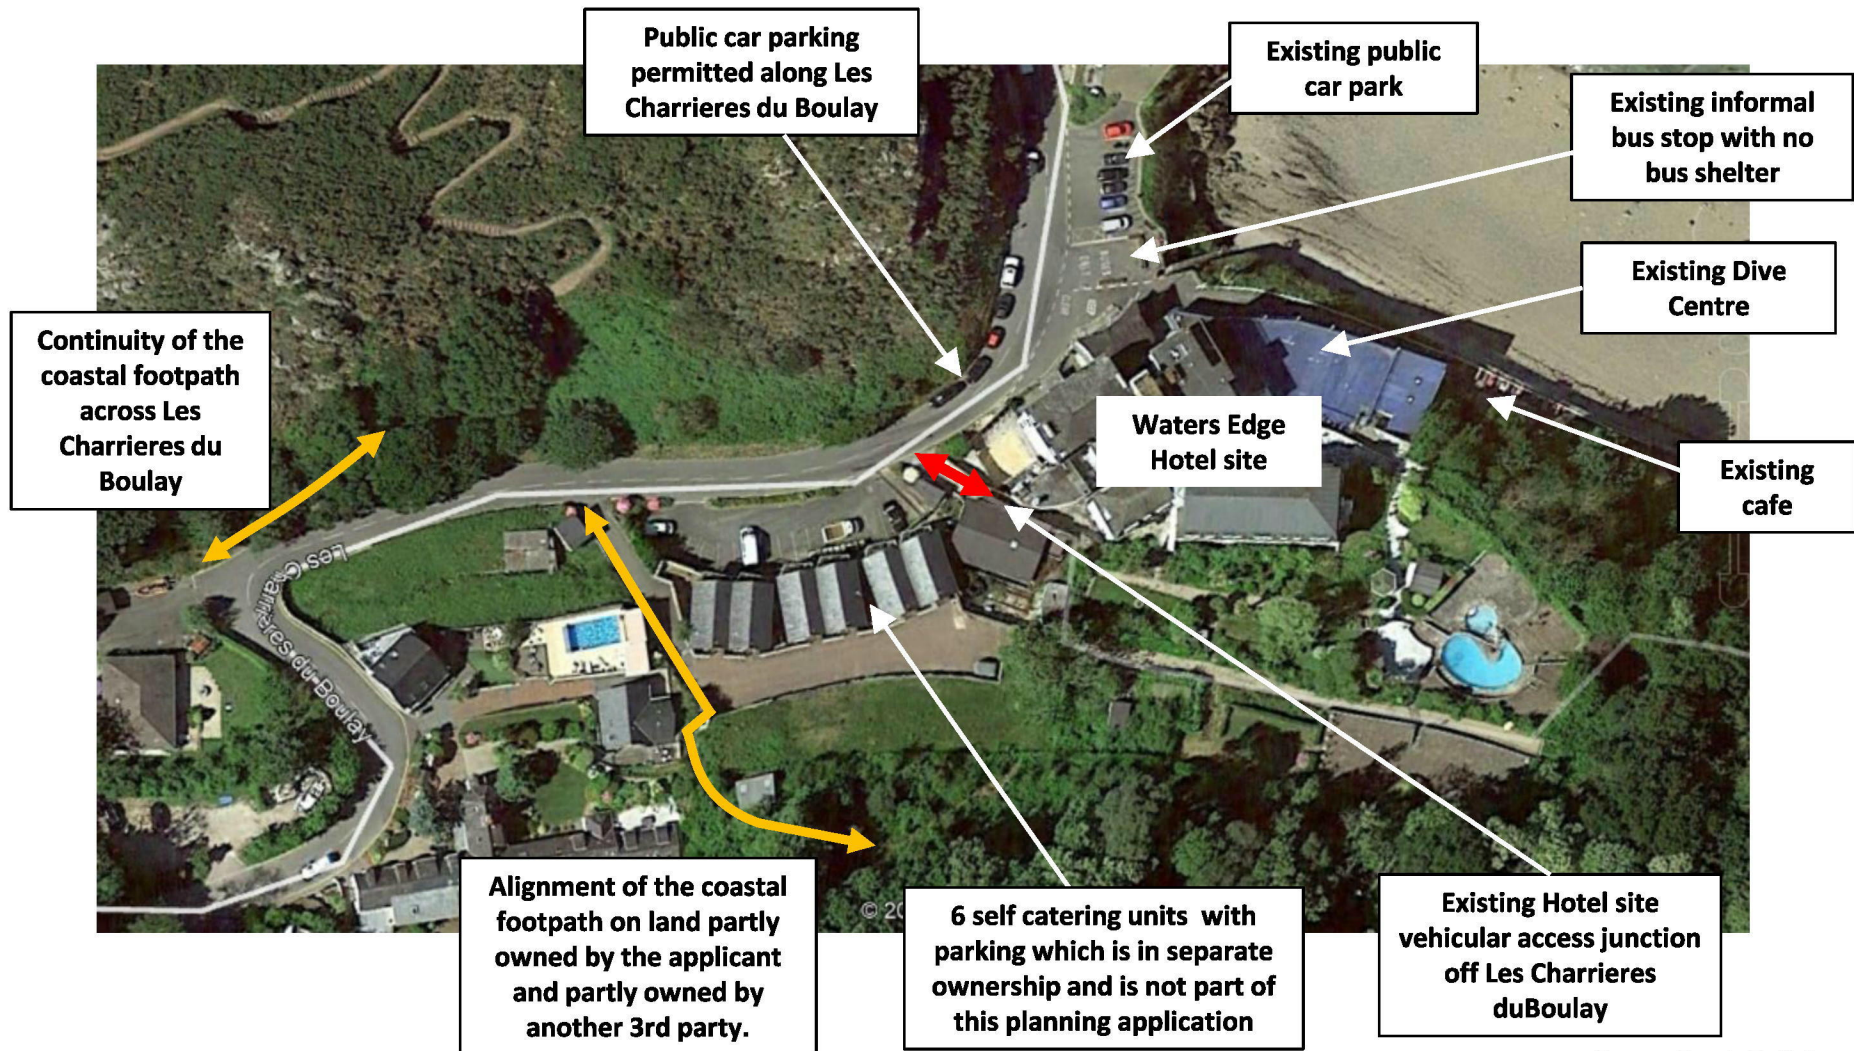 Public car parking
permitted along Les
Charrieres du Boulay
Existing public
car park
Existing informal
bus stop with no
bus shelter
Existing Dive
Centre
Continuity of the
coastal footpath
across Les
Charrieres du
Boulay
Waters Edge
Hotel site
Existing
cafe
Les Charrieres du Boulay
Alignment of the coastal
footpath on land partly
owned by the applicant
and partly owned by
another 3rd party.
6 self catering units with
parking which is in separate
ownership and is not part of
this planning application
Existing Hotel site
vehicular access junction
off Les Charrieres
duBoulay
© 20